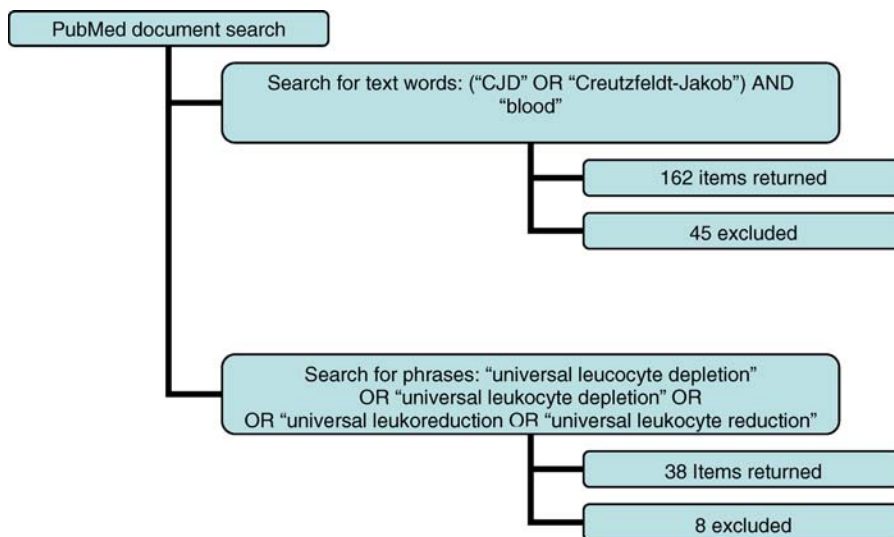 PubMed document search
Search for text words: (“CJD” OR “Creutzfeldt-Jakob”) AND
“blood”
162 items returned
45 excluded
Search for phrases: “universal leucocyte depletion”
OR “universal leukocyte depletion” OR
OR “universal leukoreduction OR “universal leukocyte reduction”
38 Items returned
8 excluded